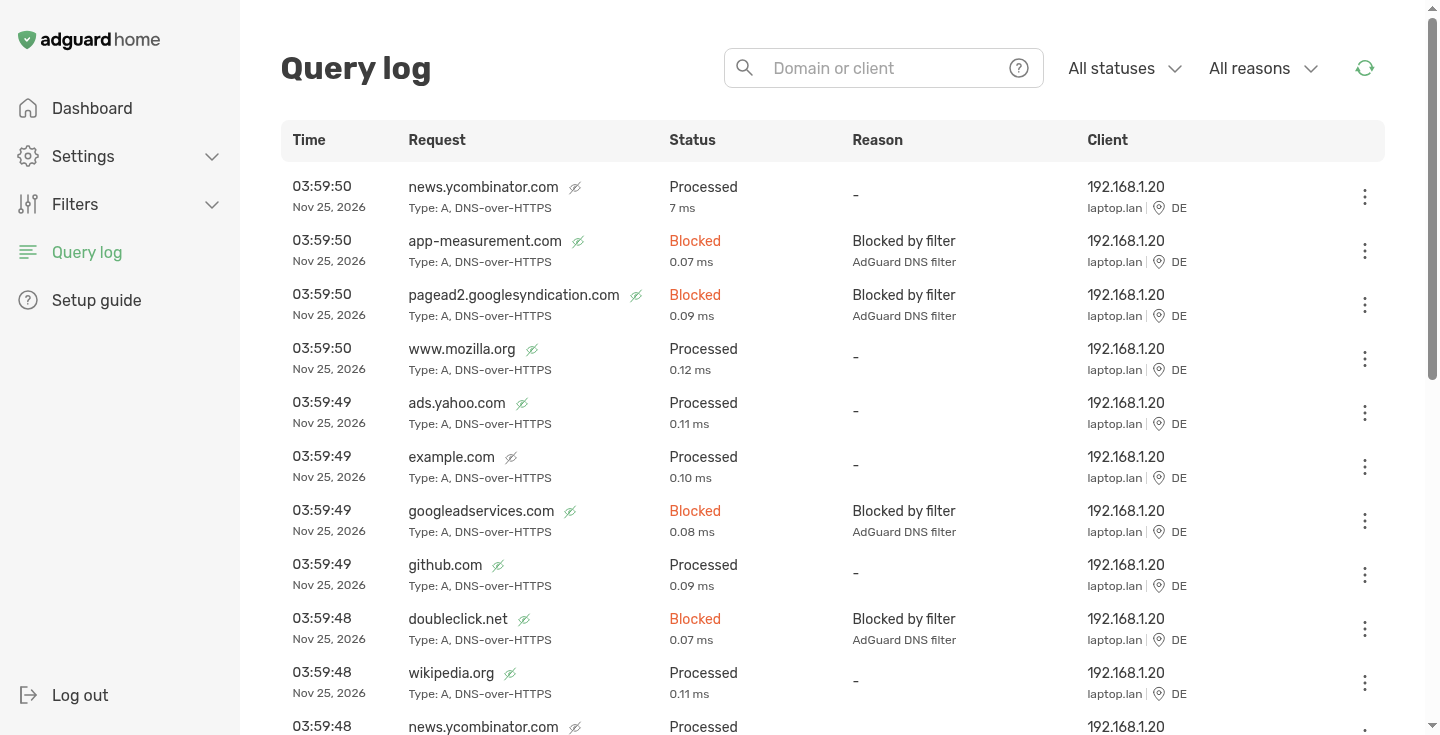 adguard home
Dashboard
Settings
Filters
Query log
Setup guide
Log out
Query log
Domain or client
All statuses
All reasons
Time Request Status Reason Client
03:59:50 news.ycombinator.com Processed - 192.168.1.20
Nov 25, 2026 Type: A, DNS-over-HTTPS 7 ms laptop.lan DE
03:59:50 app-measurement.com Blocked Blocked by filter 192.168.1.20
Nov 25, 2026 Type: A, DNS-over-HTTPS 0.07 ms AdGuard DNS filter laptop.lan DE
03:59:50 pagead2.googlesyndication.com Blocked Blocked by filter 192.168.1.20
Nov 25, 2026 Type: A, DNS-over-HTTPS 0.09 ms AdGuard DNS filter laptop.lan DE
03:59:50 www.mozilla.org Processed - 192.168.1.20
Nov 25, 2026 Type: A, DNS-over-HTTPS 0.12 ms laptop.lan DE
03:59:49 ads.yahoo.com Processed - 192.168.1.20
Nov 25, 2026 Type: A, DNS-over-HTTPS 0.11 ms laptop.lan DE
03:59:49 example.com Processed - 192.168.1.20
Nov 25, 2026 Type: A, DNS-over-HTTPS 0.10 ms laptop.lan DE
03:59:49 googleadservices.com Blocked Blocked by filter 192.168.1.20
Nov 25, 2026 Type: A, DNS-over-HTTPS 0.08 ms AdGuard DNS filter laptop.lan DE
03:59:49 github.com Processed - 192.168.1.20
Nov 25, 2026 Type: A, DNS-over-HTTPS 0.09 ms laptop.lan DE
03:59:48 doubleclick.net Blocked Blocked by filter 192.168.1.20
Nov 25, 2026 Type: A, DNS-over-HTTPS 0.07 ms AdGuard DNS filter laptop.lan DE
03:59:48 wikipedia.org Processed - 192.168.1.20
Nov 25, 2026 Type: A, DNS-over-HTTPS 0.11 ms laptop.lan DE
03:59:48 news.ycombinator.com Processed 192.168.1.20